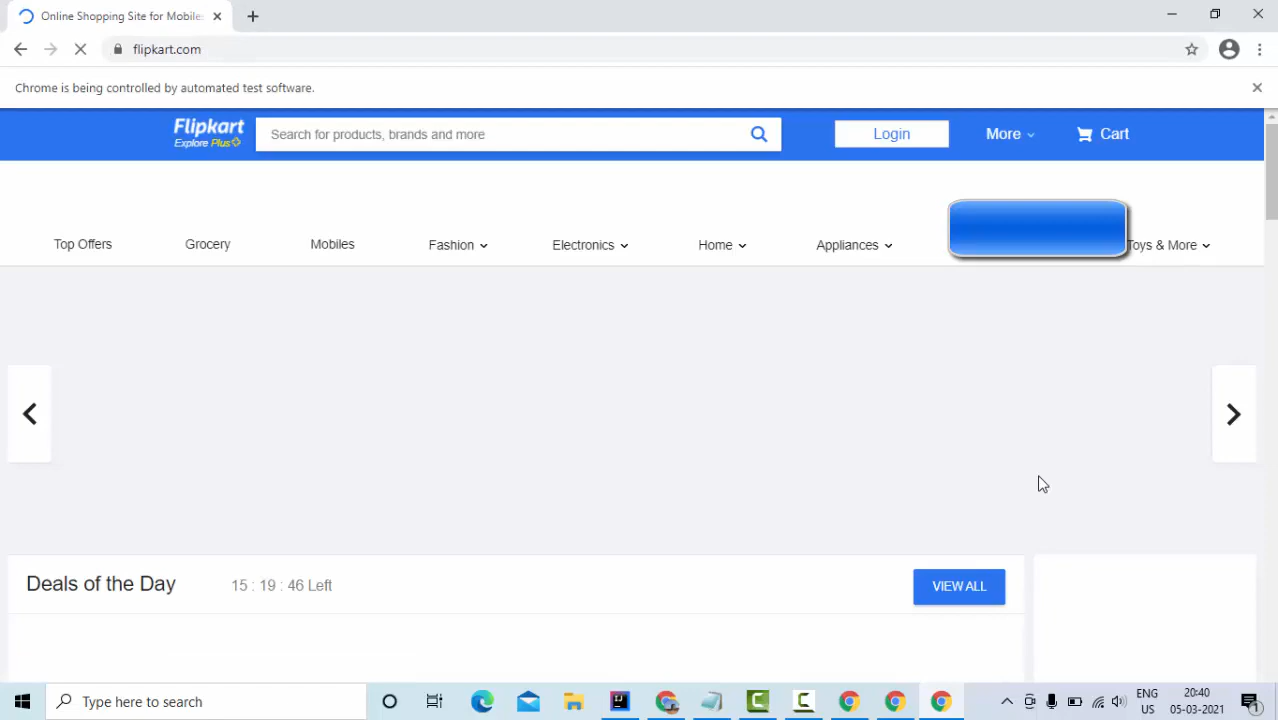 Online Shopping Site for Mobile
flipkart.com
Chrome is being controlled by automated test software.
Flipkart
Explore Plus
Search for products, brands and more
Login
More
Cart
Top Offers
Grocery
Mobiles
Fashion
Electronics
Home
Appliances
Toys & More
Deals of the Day
15 : 19 : 46 Left
VIEW ALL
Type here to search
ENG
20:40
05-03-2021
1